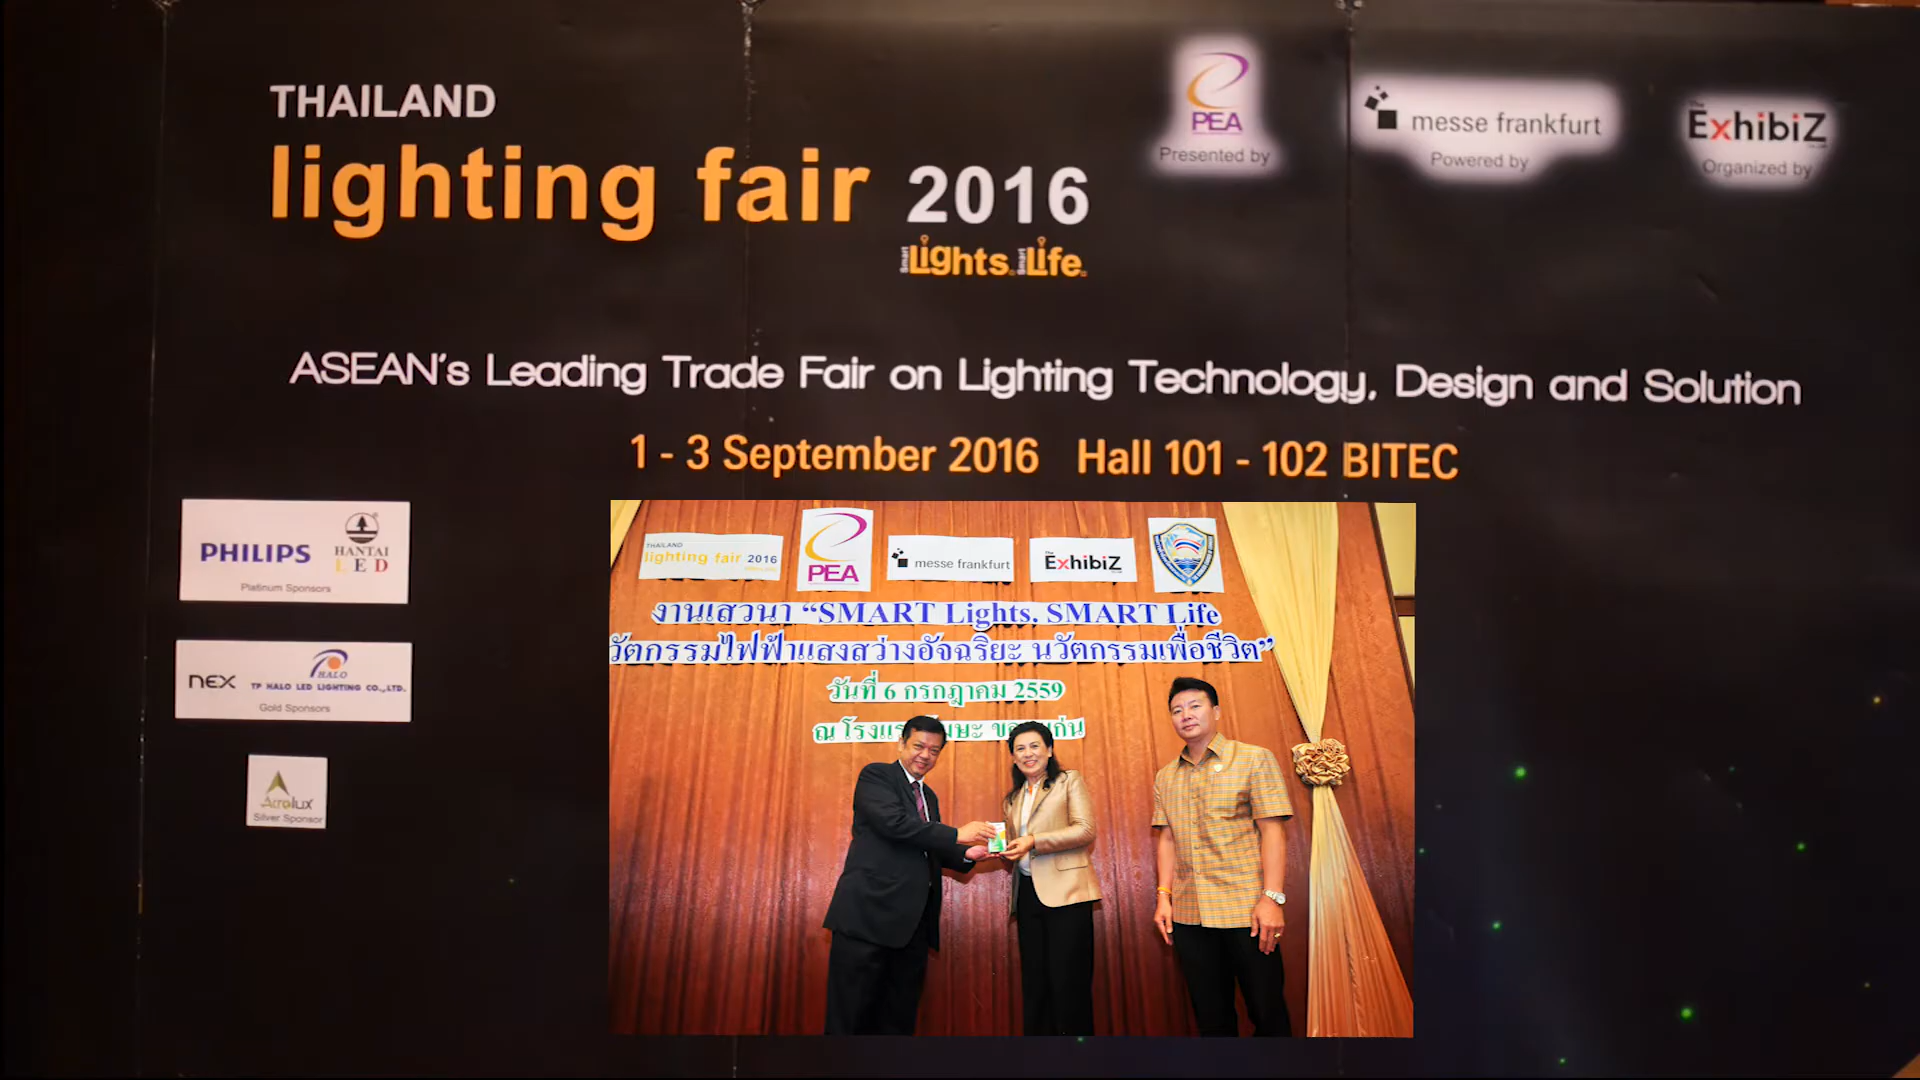 THAILAND
lighting fair 2016
Smart Lights. Smart Life.
PEA
Presented by
messe frankfurt
Powered by
The ExhibiZ
Organized by
ASEAN's Leading Trade Fair on Lighting Technology, Design and Solution
1 - 3 September 2016 Hall 101 - 102 BITEC
PHILIPS
HANTAI
LED
Platinum Sponsors
nex
HALO
TP HALO LED LIGHTING CO.,LTD.
Gold Sponsors
Acrolux
Silver Sponsor
THAILAND
lighting fair 2016
PEA
messe frankfurt
The ExhibiZ
งานเสวนา “SMART Lights. SMART Life
วัตกรรมไฟฟ้าแสงสว่างอัจฉริยะ นวัตกรรมเพื่อชีวิต”
วันที่ 6 กรกฎาคม 2559
ณ